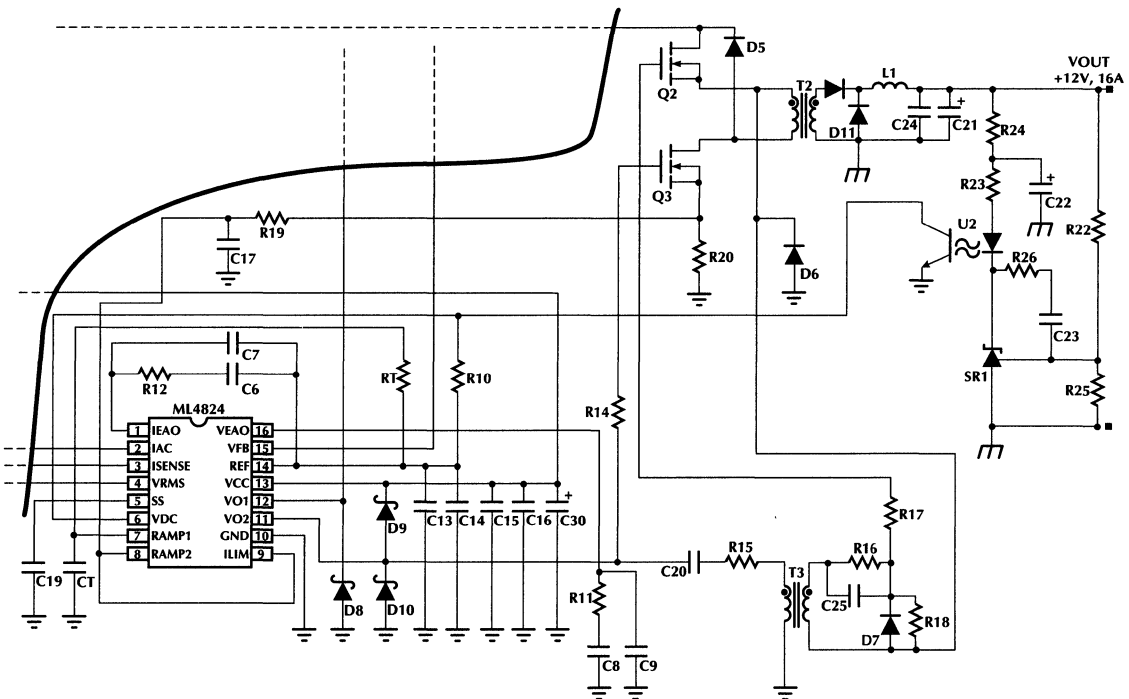 D5
VOUT
+12V, 16A
L1
T2
Q2
D11
C24
+
C21
R24
Q3
R23
+
C22
U2
R22
R19
C17
R20
D6
R26
C23
C7
R12
C6
RT
R10
SR1
R25
ML4824
R14
1 IEAO VEAO 16
2 IAC VFB 15
3 ISENSE REF 14
4 VRMS VCC 13
5 SS VO1 12
6 VDC VO2 11
7 RAMP1 GND 10
8 RAMP2 ILIM 9
+
D9
C13
C14
C15
C16
C30
R17
C20
R15
R16
T3
C19
CT
D8
D10
R11
C25
D7
R18
C8
C9